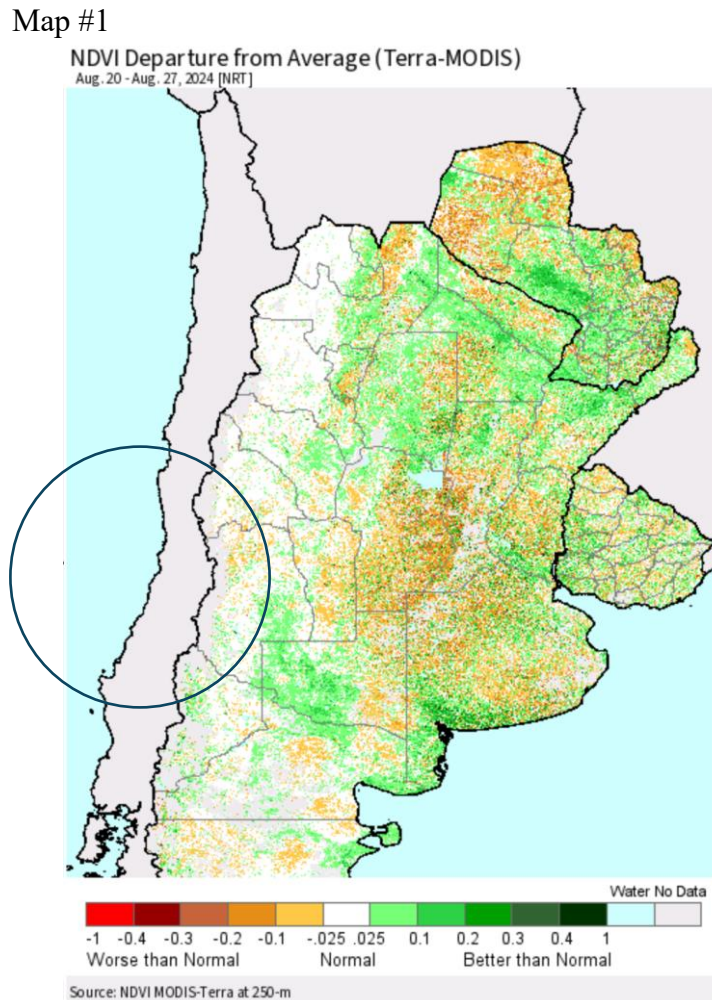 Map #1
NDVI Departure from Average (Terra-MODIS)
Aug. 20 - Aug. 27, 2024 [NRT]
Water No Data
-1 -0.4 -0.3 -0.2 -0.1 -.025 .025 0.1 0.2 0.3 0.4 1
Worse than Normal Normal Better than Normal
Source: NDVI MODIS-Terra at 250-m